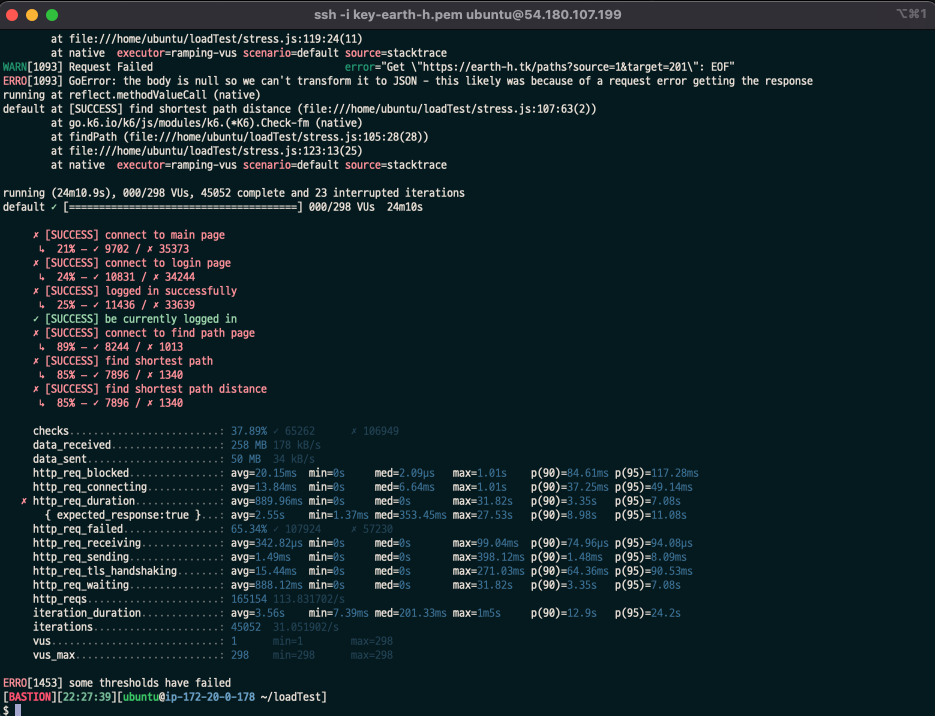 ssh -i key-earth-h.pem ubuntu@54.180.107.199
⌥⌘1
at file:///home/ubuntu/loadTest/stress.js:119:24(11)
at native  executor=ramping-vus scenario=default source=stacktrace
WARN[1093] Request Failed                                error="Get \"https://earth-h.tk/paths?source=1&target=201\": EOF"
ERRO[1093] GoError: the body is null so we can't transform it to JSON - this likely was because of a request error getting the response
running at reflect.methodValueCall (native)
default at [SUCCESS] find shortest path distance (file:///home/ubuntu/loadTest/stress.js:107:63(2))
at go.k6.io/k6/js/modules/k6.(*K6).Check-fm (native)
at findPath (file:///home/ubuntu/loadTest/stress.js:105:28(28))
at file:///home/ubuntu/loadTest/stress.js:123:13(25)
at native  executor=ramping-vus scenario=default source=stacktrace
running (24m10.9s), 000/298 VUs, 45052 complete and 23 interrupted iterations
default ✓ [======================================] 000/298 VUs  24m10s
✗ [SUCCESS] connect to main page
↳  21% — ✓ 9702 / ✗ 35373
✗ [SUCCESS] connect to login page
↳  24% — ✓ 10831 / ✗ 34244
✗ [SUCCESS] logged in successfully
↳  25% — ✓ 11436 / ✗ 33639
✓ [SUCCESS] be currently logged in
✗ [SUCCESS] connect to find path page
↳  89% — ✓ 8244 / ✗ 1013
✗ [SUCCESS] find shortest path
↳  85% — ✓ 7896 / ✗ 1340
✗ [SUCCESS] find shortest path distance
↳  85% — ✓ 7896 / ✗ 1340
checks.........................: 37.89% ✓ 65262      ✗ 106949
data_received..................: 258 MB 178 kB/s
data_sent......................: 50 MB  34 kB/s
http_req_blocked...............: avg=20.15ms  min=0s     med=2.09µs   max=1.01s    p(90)=84.61ms p(95)=117.28ms
http_req_connecting............: avg=13.84ms  min=0s     med=6.64ms   max=1.01s    p(90)=37.25ms p(95)=49.14ms
✗ http_req_duration..............: avg=889.96ms min=0s     med=0s       max=31.82s   p(90)=3.35s   p(95)=7.08s
{ expected_response:true }...: avg=2.55s    min=1.37ms med=353.45ms max=27.53s   p(90)=8.98s   p(95)=11.08s
http_req_failed................: 65.34% ✓ 107924     ✗ 57230
http_req_receiving.............: avg=342.82µs min=0s     med=0s       max=99.04ms  p(90)=74.96µs p(95)=94.08µs
http_req_sending...............: avg=1.49ms   min=0s     med=0s       max=398.12ms p(90)=1.48ms  p(95)=8.09ms
http_req_tls_handshaking.......: avg=15.44ms  min=0s     med=0s       max=271.03ms p(90)=64.36ms p(95)=90.53ms
http_req_waiting...............: avg=888.12ms min=0s     med=0s       max=31.82s   p(90)=3.35s   p(95)=7.08s
http_reqs......................: 165154 113.831702/s
iteration_duration.............: avg=3.56s    min=7.39ms med=201.33ms max=1m5s     p(90)=12.9s   p(95)=24.2s
iterations.....................: 45052  31.051902/s
vus............................: 1      min=1        max=298
vus_max........................: 298    min=298      max=298
ERRO[1453] some thresholds have failed
[BASTION][22:27:39][ubuntu@ip-172-20-0-178 ~/loadTest]
$